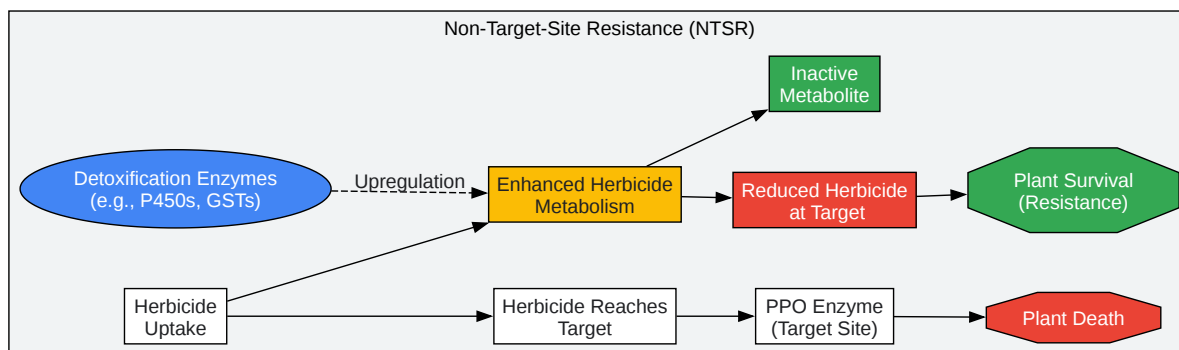 Non-Target-Site Resistance (NTSR)
Inactive
Metabolite
Detoxification Enzymes
(e.g., P450s, GSTs)
Upregulation
Enhanced Herbicide
Metabolism
Reduced Herbicide
at Target
Plant Survival
(Resistance)
Herbicide
Uptake
Herbicide Reaches
Target
PPO Enzyme
(Target Site)
Plant Death